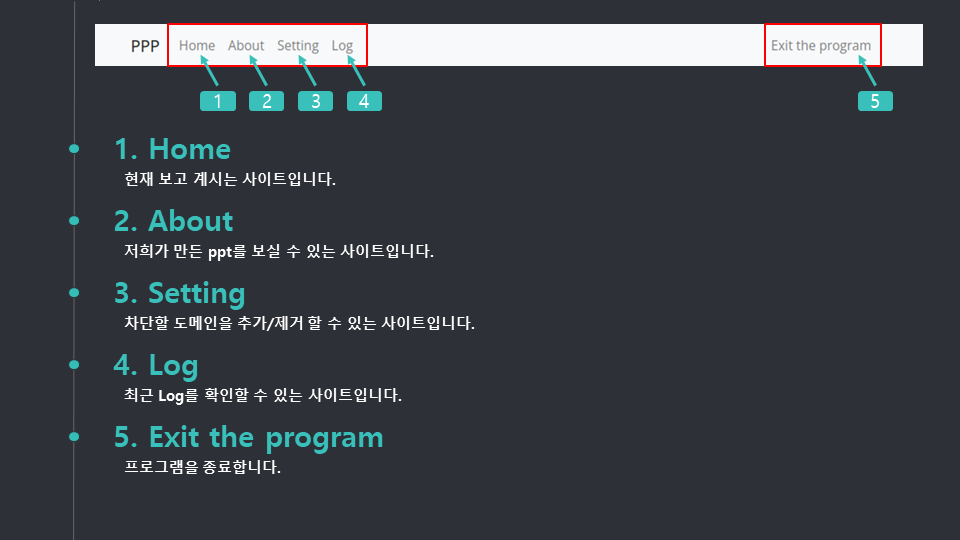 PPP Home About Setting Log Exit the program
1 2 3 4 5
1. Home
현재 보고 계시는 사이트입니다.
2. About
저희가 만든 ppt를 보실 수 있는 사이트입니다.
3. Setting
차단할 도메인을 추가/제거 할 수 있는 사이트입니다.
4. Log
최근 Log를 확인할 수 있는 사이트입니다.
5. Exit the program
프로그램을 종료합니다.